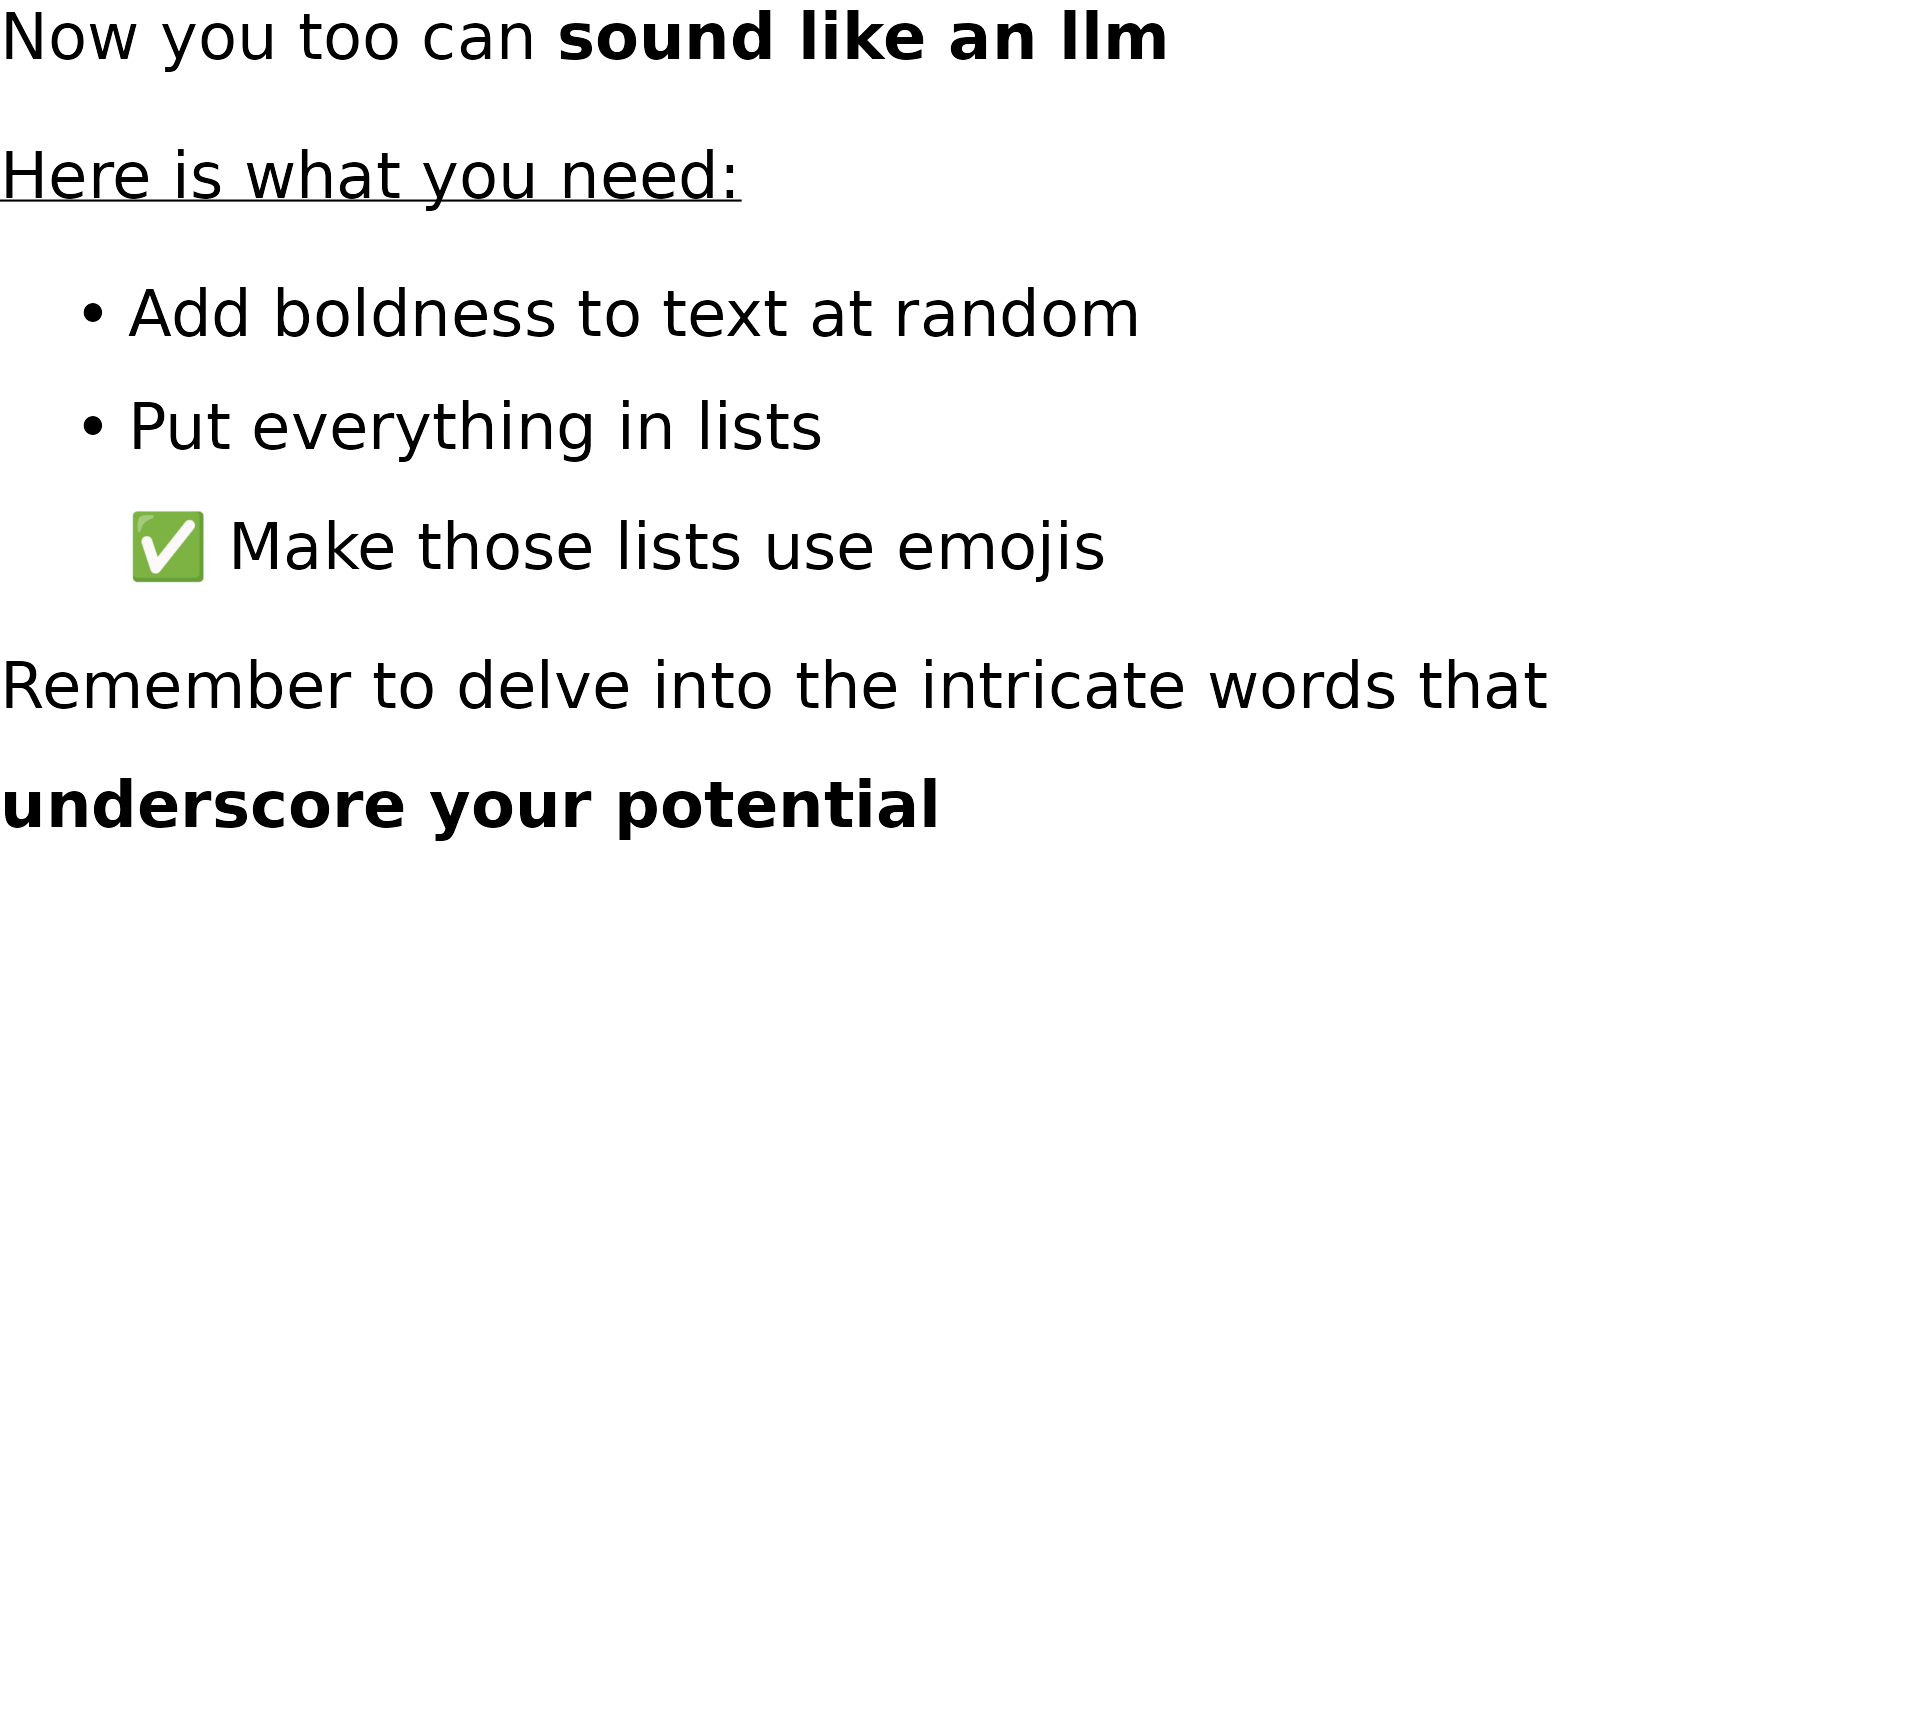 Now you too can sound like an llm
Here is what you need:
• Add boldness to text at random
• Put everything in lists
✅ Make those lists use emojis
Remember to delve into the intricate words that
underscore your potential